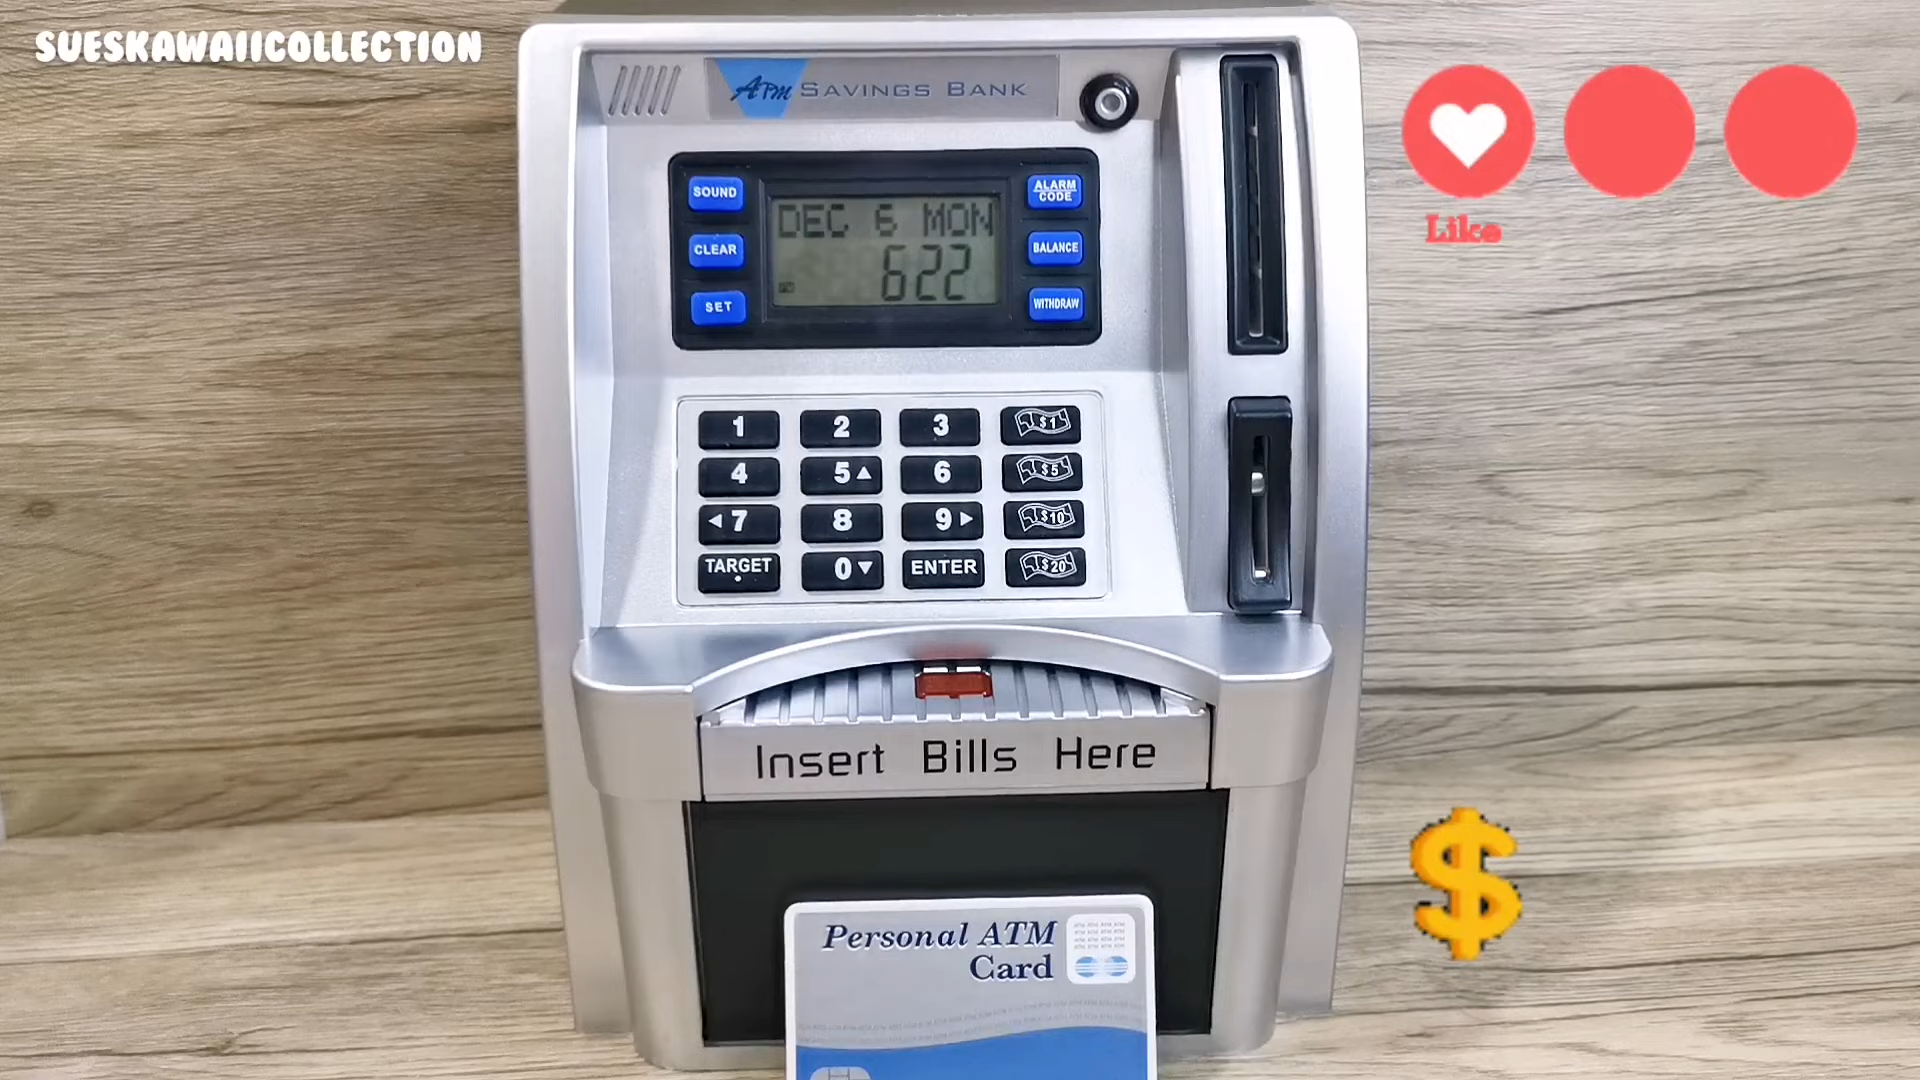 SUESKAWAIICOLLECTION
ATM SAVINGS BANK
SOUND
CLEAR
SET
DEC 6 MON
622
PM
ALARM
CODE
BALANCE
WITHDRAW
1 2 3 $1
4 5 6 $5
7 8 9 $10
TARGET 0 ENTER $20
Insert Bills Here
Personal ATM
Card
Like
$